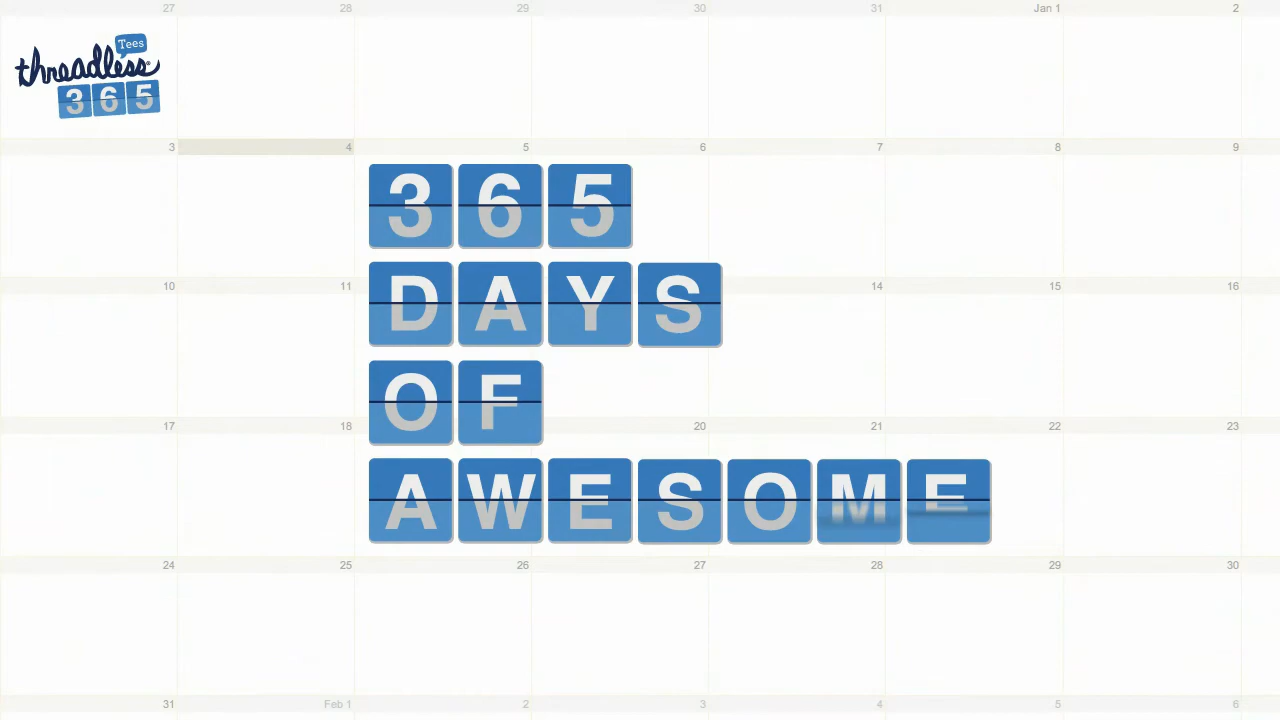 27 28 29 30 31 Jan 1 2
Tees
threadless
365
3 4 5 6 7 8 9
365
10 11 14 15 16
DAYS
OF
17 18 20 21 22 23
AWESOME
24 25 26 27 28 29 30
31 Feb 1 2 3 4 5 6